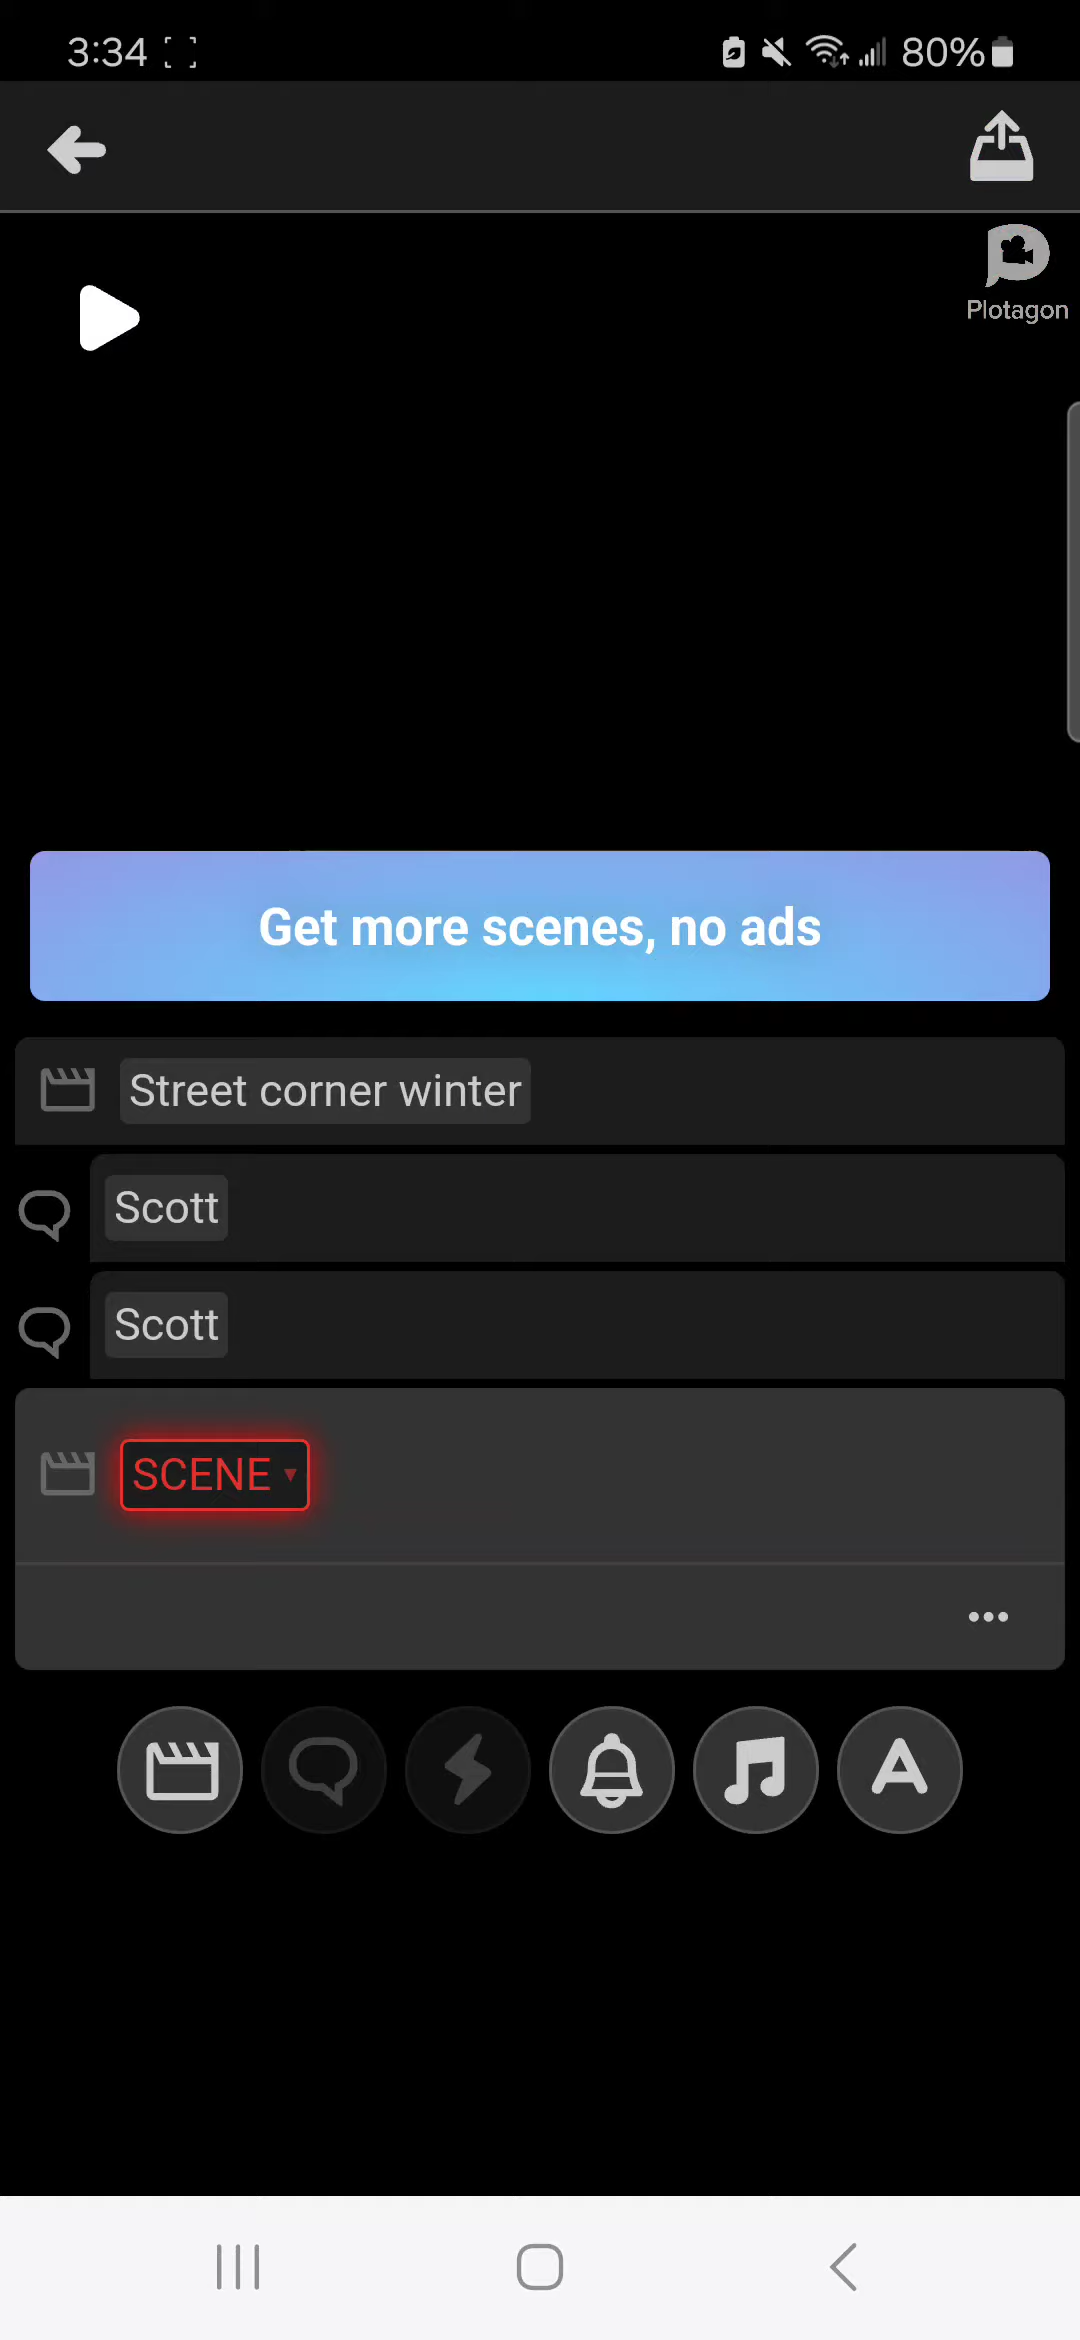 3:34
80%
Plotagon
Get more scenes, no ads
Street corner winter
Scott
Scott
SCENE